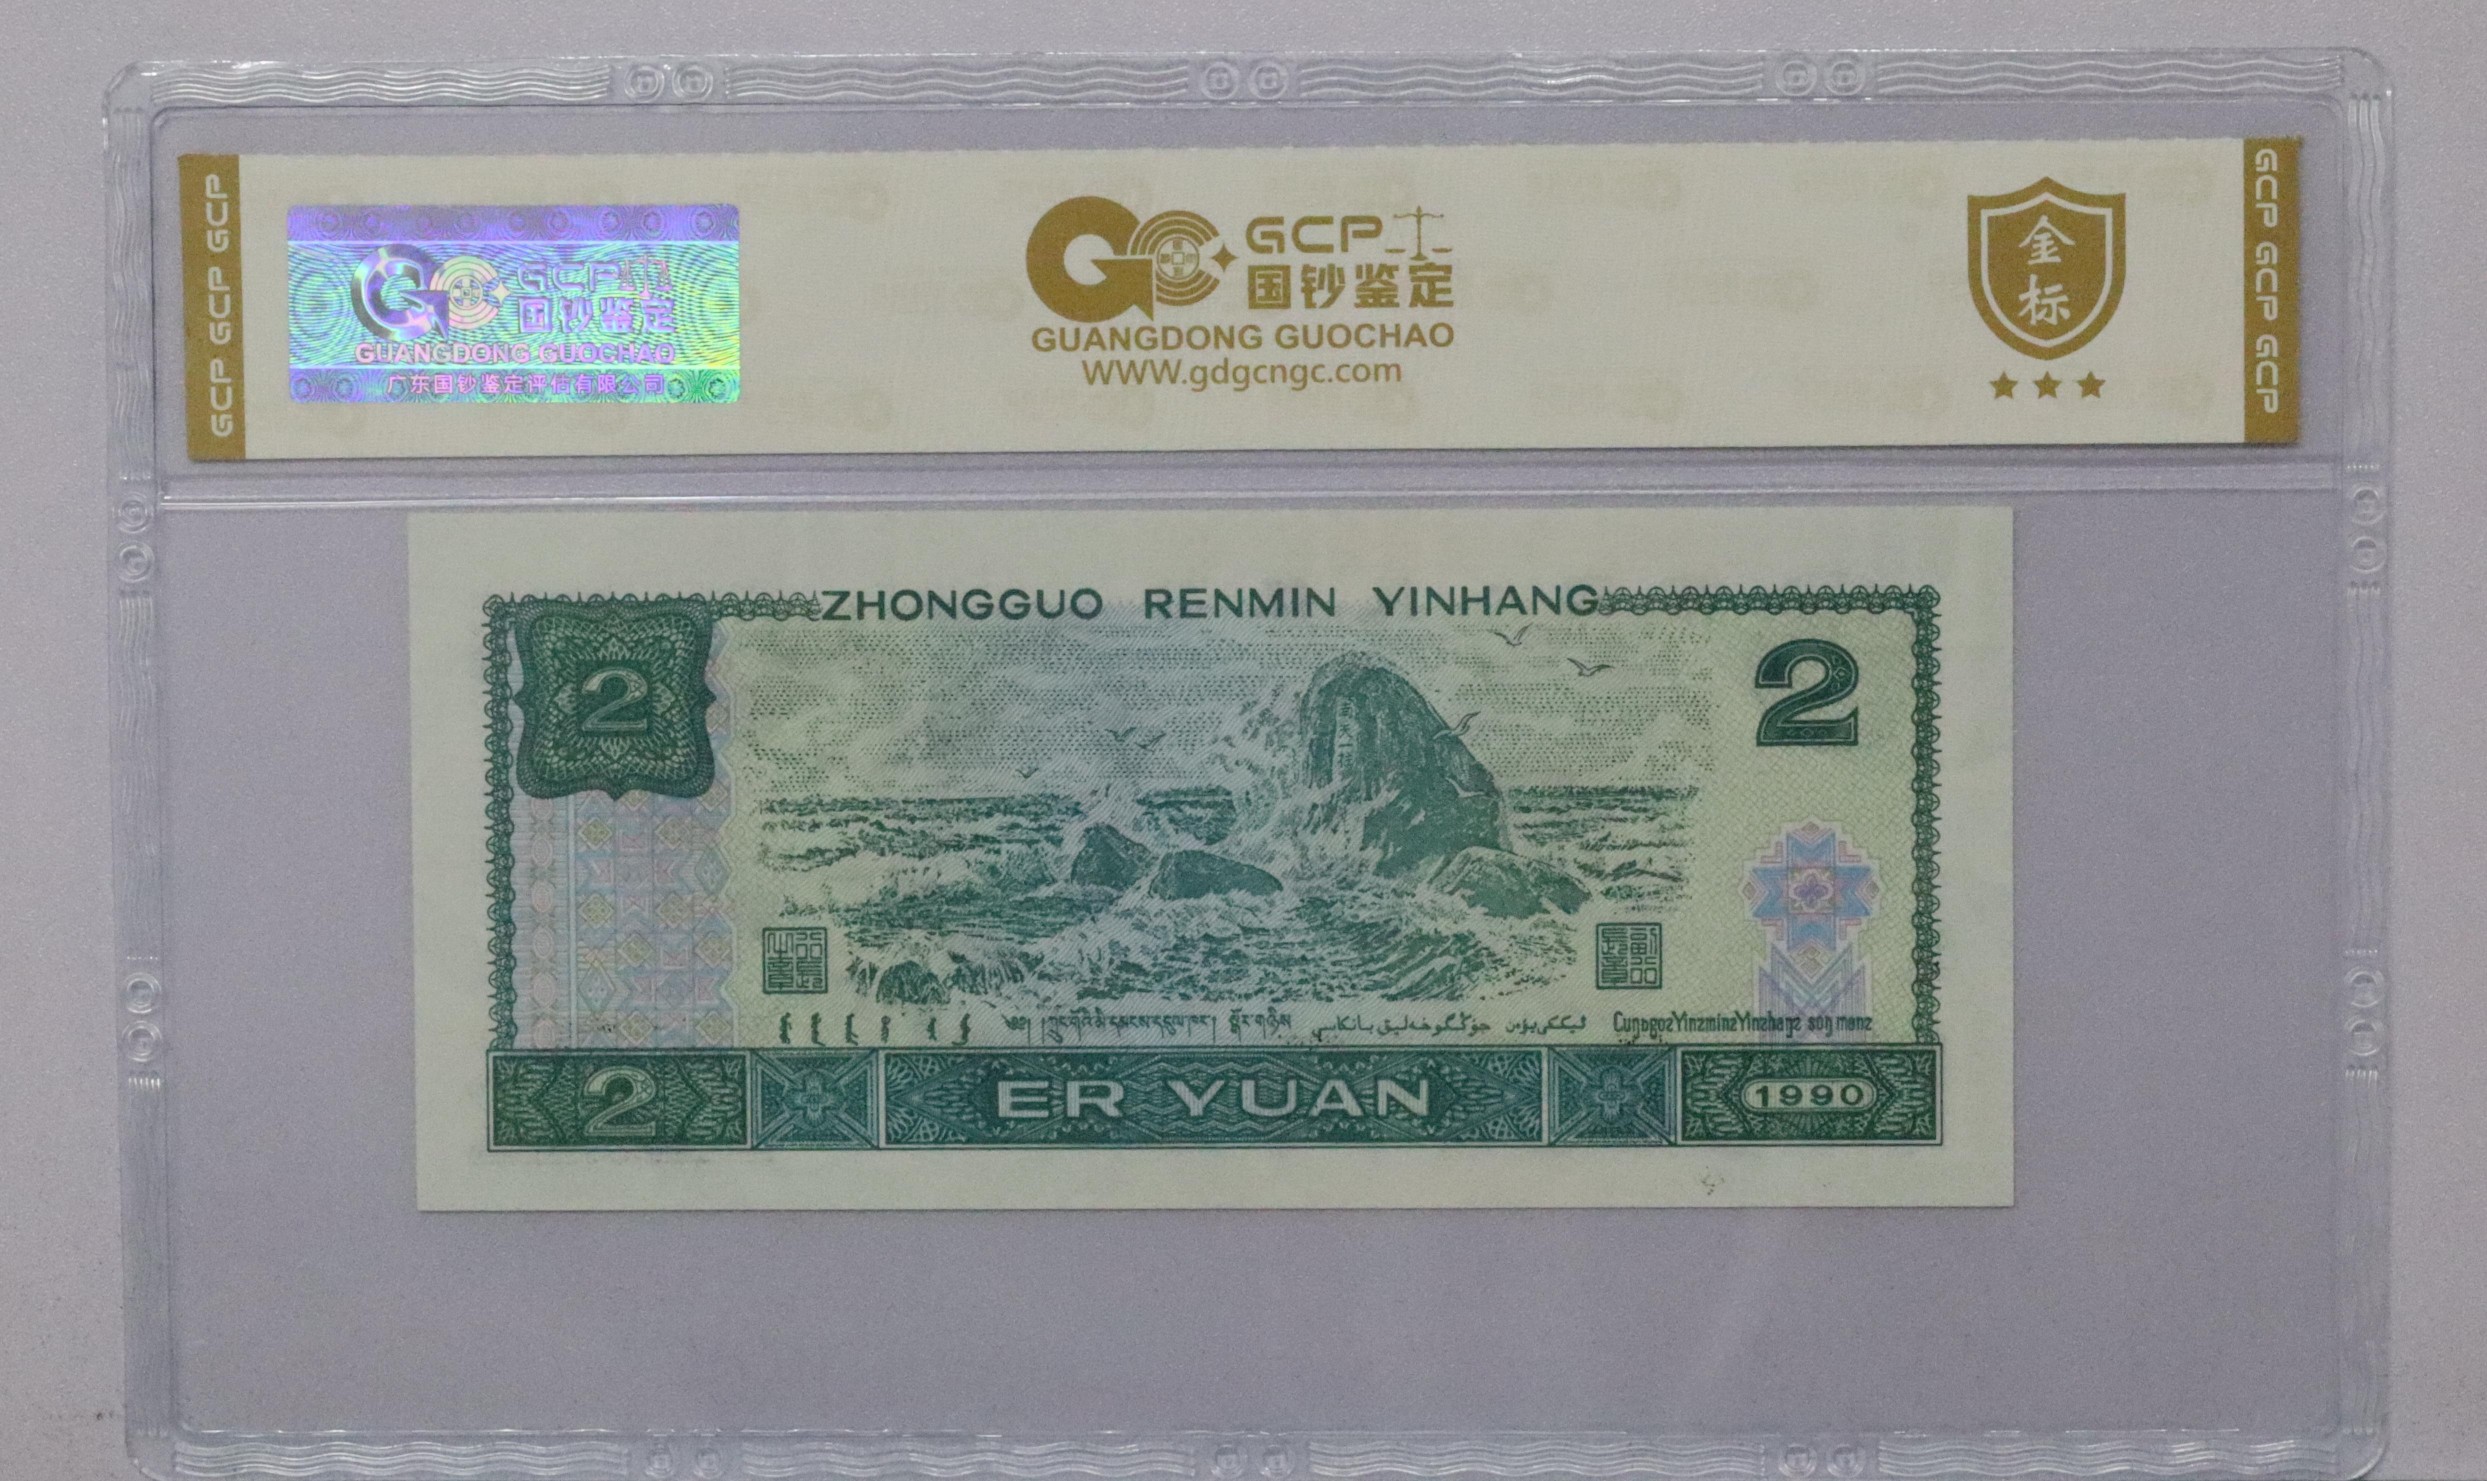 GCP GCP GCP
GCP
国钞鉴定
GUANGDONG GUOCHAO
广东国钞鉴定评估有限公司
GCP
国钞鉴定
GUANGDONG GUOCHAO
WWW.gdgcngc.com
金标
GCP GCP GCP
ZHONGGUO RENMIN YINHANG
2
2
2
ER YUAN
1990